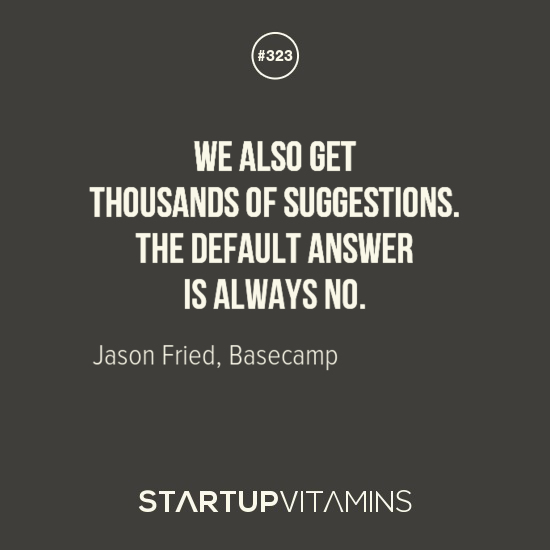 #323
WE ALSO GET
THOUSANDS OF SUGGESTIONS.
THE DEFAULT ANSWER
IS ALWAYS NO.
Jason Fried, Basecamp
STARTUPVITAMINS